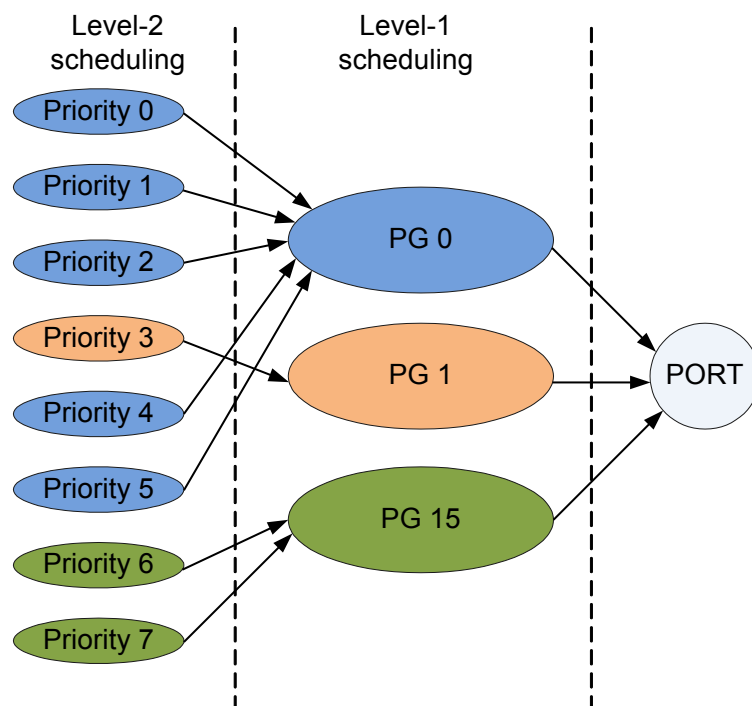 Level-2
scheduling
Level-1
scheduling
Priority 0
Priority 1
Priority 2
Priority 3
Priority 4
Priority 5
Priority 6
Priority 7
PG 0
PG 1
PG 15
PORT